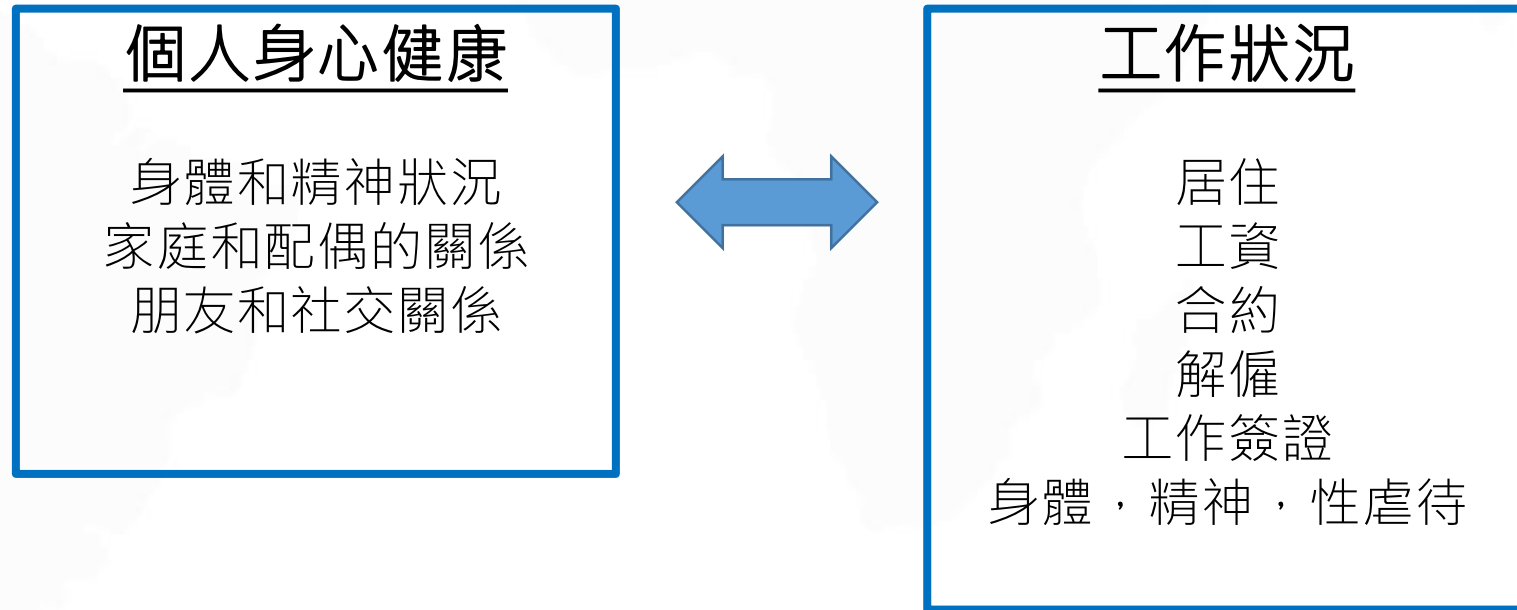 個人身心健康
身體和精神狀況
家庭和配偶的關係
朋友和社交關係
工作狀況
居住
工資
合約
解僱
工作簽證
身體，精神，性虐待